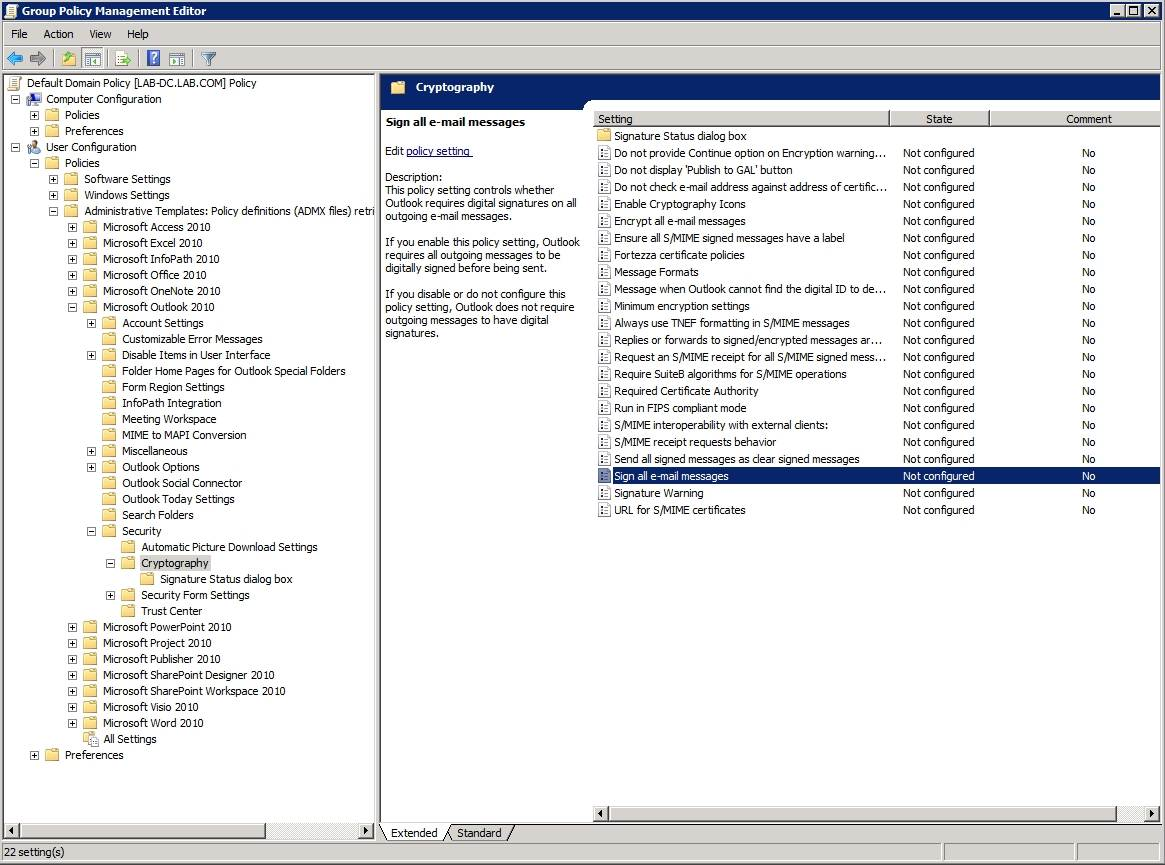 Group Policy Management Editor
File Action View Help
Default Domain Policy [LAB-DC.LAB.COM] Policy
Computer Configuration
Policies
Preferences
User Configuration
Policies
Software Settings
Windows Settings
Administrative Templates: Policy definitions (ADMX files) retri
Microsoft Access 2010
Microsoft Excel 2010
Microsoft InfoPath 2010
Microsoft Office 2010
Microsoft OneNote 2010
Microsoft Outlook 2010
Account Settings
Customizable Error Messages
Disable Items in User Interface
Folder Home Pages for Outlook Special Folders
Form Region Settings
InfoPath Integration
Meeting Workspace
MIME to MAPI Conversion
Miscellaneous
Outlook Options
Outlook Social Connector
Outlook Today Settings
Search Folders
Security
Automatic Picture Download Settings
Cryptography
Signature Status dialog box
Security Form Settings
Trust Center
Microsoft PowerPoint 2010
Microsoft Project 2010
Microsoft Publisher 2010
Microsoft SharePoint Designer 2010
Microsoft SharePoint Workspace 2010
Microsoft Visio 2010
Microsoft Word 2010
All Settings
Preferences
Cryptography
Sign all e-mail messages
Edit policy setting
Description:
This policy setting controls whether
Outlook requires digital signatures on all
outgoing e-mail messages.
If you enable this policy setting, Outlook
requires all outgoing messages to be
digitally signed before being sent.
If you disable or do not configure this
policy setting, Outlook does not require
outgoing messages to have digital
signatures.
Setting State Comment
Signature Status dialog box
Do not provide Continue option on Encryption warning... Not configured No
Do not display 'Publish to GAL' button Not configured No
Do not check e-mail address against address of certific... Not configured No
Enable Cryptography Icons Not configured No
Encrypt all e-mail messages Not configured No
Ensure all S/MIME signed messages have a label Not configured No
Fortezza certificate policies Not configured No
Message Formats Not configured No
Message when Outlook cannot find the digital ID to de... Not configured No
Minimum encryption settings Not configured No
Always use TNEF formatting in S/MIME messages Not configured No
Replies or forwards to signed/encrypted messages ar... Not configured No
Request an S/MIME receipt for all S/MIME signed mess... Not configured No
Require SuiteB algorithms for S/MIME operations Not configured No
Required Certificate Authority Not configured No
Run in FIPS compliant mode Not configured No
S/MIME interoperability with external clients: Not configured No
S/MIME receipt requests behavior Not configured No
Send all signed messages as clear signed messages Not configured No
Sign all e-mail messages Not configured No
Signature Warning Not configured No
URL for S/MIME certificates Not configured No
Extended Standard
22 setting(s)